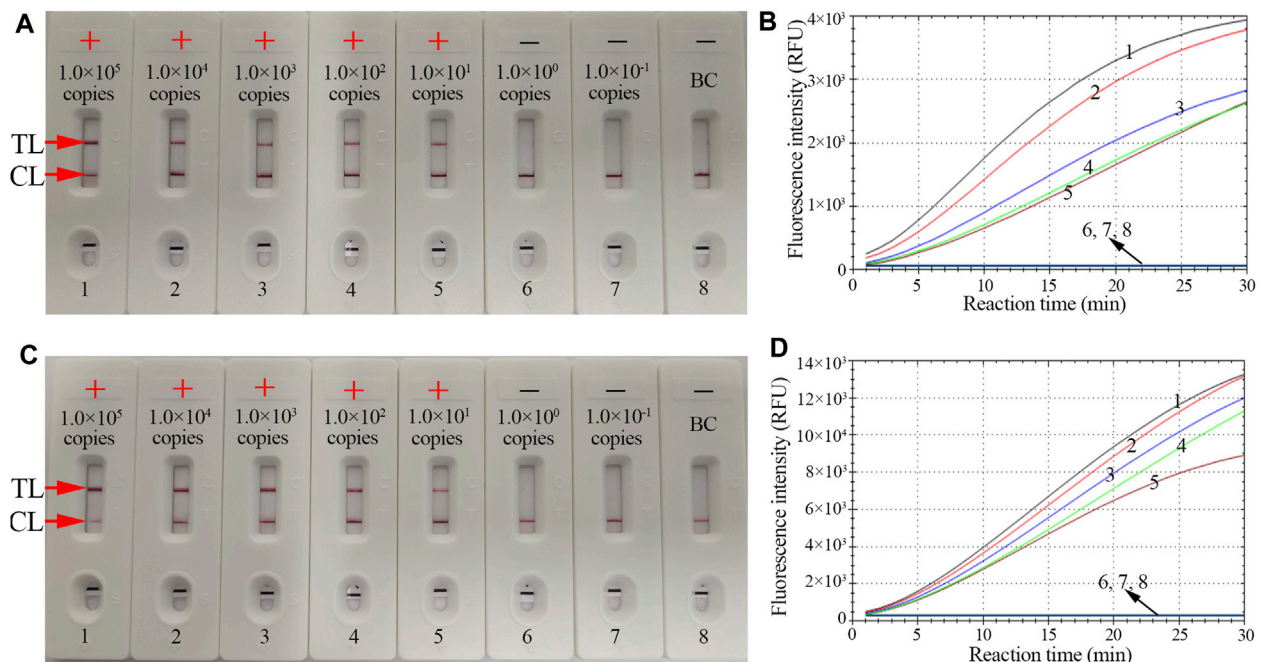 A
+ + + + + − − −
1.0×10⁵ copies
1.0×10⁴ copies
1.0×10³ copies
1.0×10² copies
1.0×10¹ copies
1.0×10⁰ copies
1.0×10⁻¹ copies
BC
TL
CL
1 2 3 4 5 6 7 8
B
Fluorescence intensity (RFU)
4×10³
3×10³
2×10³
1×10³
0
1
2
3
4
5
6, 7, 8
0 5 10 15 20 25 30
Reaction time (min)
C
+ + + + + − − −
1.0×10⁵ copies
1.0×10⁴ copies
1.0×10³ copies
1.0×10² copies
1.0×10¹ copies
1.0×10⁰ copies
1.0×10⁻¹ copies
BC
TL
CL
1 2 3 4 5 6 7 8
D
Fluorescence intensity (RFU)
14×10³
12×10³
10×10⁴
8×10³
6×10³
4×10³
2×10³
0
1
2
3
4
5
6, 7, 8
0 5 10 15 20 25 30
Reaction time (min)